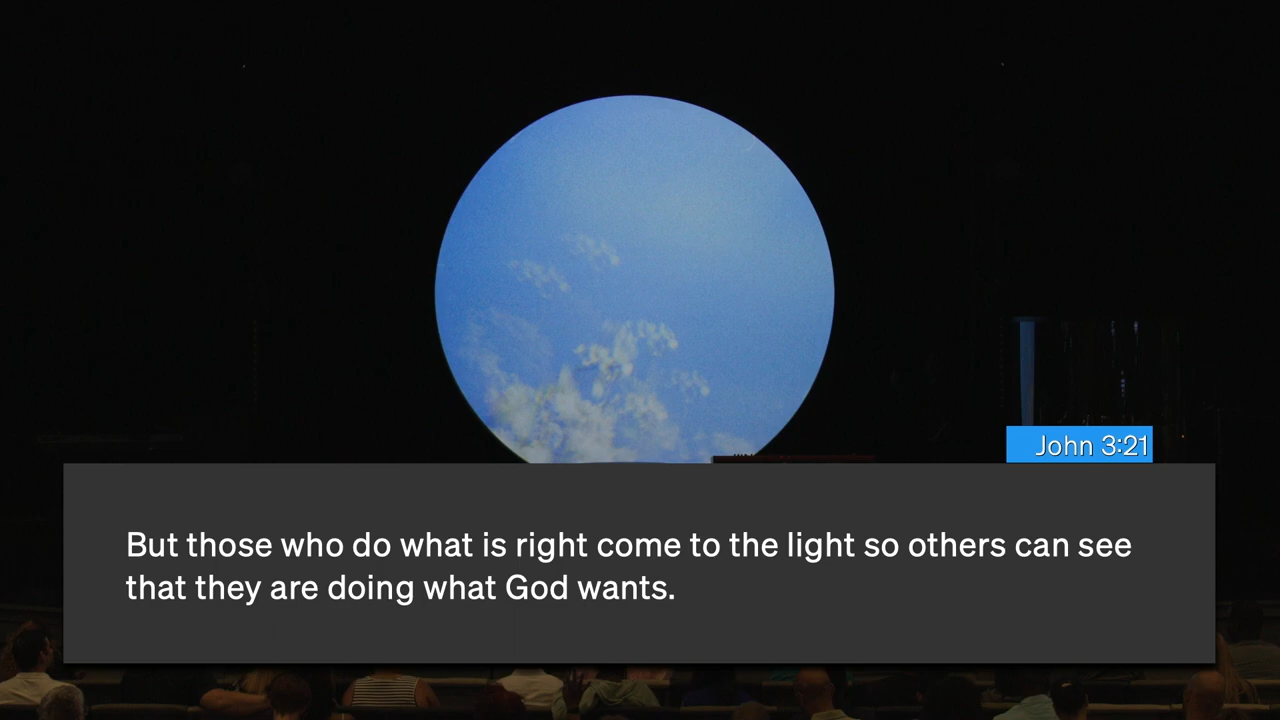 John 3:21
But those who do what is right come to the light so others can see
that they are doing what God wants.